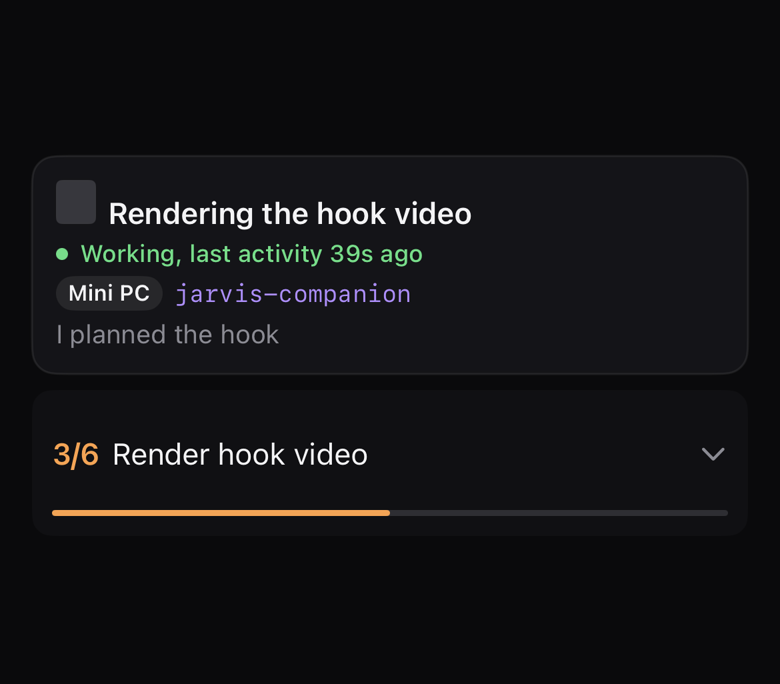 Rendering the hook video
Working, last activity 39s ago
Mini PC jarvis-companion
I planned the hook
3/6 Render hook video